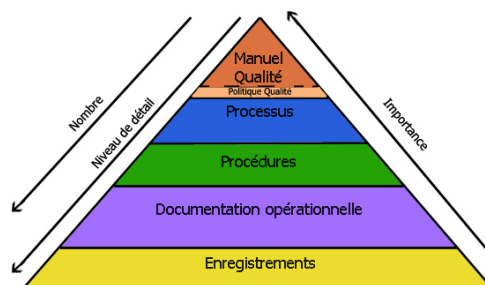 Manuel
Qualité
Politique Qualité
Processus
Procédures
Documentation opérationnelle
Enregistrements
Nombre
Niveau de détail
Importance